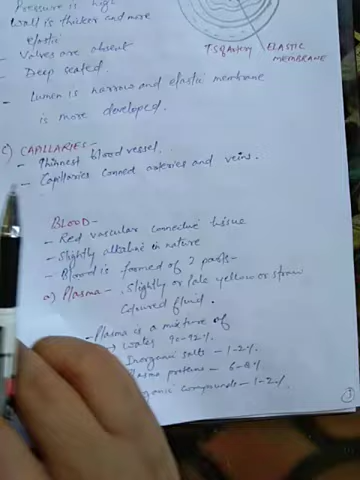 Pressure is high
Wall is thicker and more
elastic
- Valves are absent
- Deep seated.
- Lumen is narrow and elastic membrane
is more developed.
ELASTIC
MEMBRANE
c) CAPILLARIES-
- Thinnest blood vessel.
- Capillaries connect arteries and veins.
BLOOD-
- Red vascular connective tissue
- Slightly alkaline in nature
- Blood is formed of 2 parts-
a) Plasma - Slightly or pale yellow or straw
coloured fluid.
- Plasma is a mixture of
→ Water 90-92%
Inorganic salts - 1-2%
Plasma proteins - 6-8%
organic compounds - 1-2%.